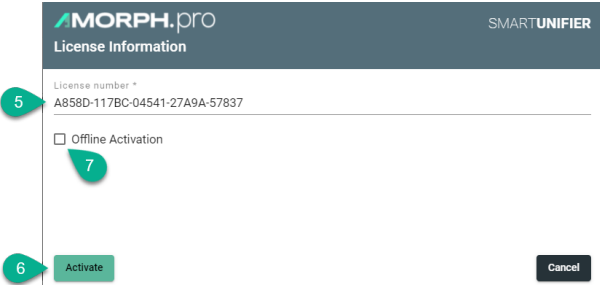 AMORPH.pro
SMARTUNIFIER
License Information
License number *
5
A858D-117BC-04541-27A9A-57837
Offline Activation
7
6
Activate
Cancel